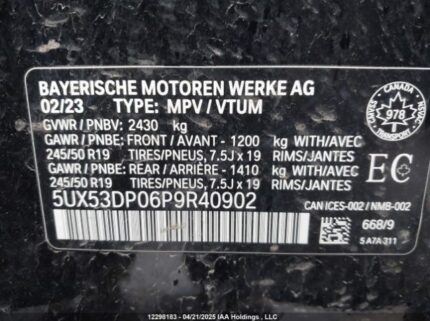 BAYERISCHE MOTOREN WERKE AG
02/23 TYPE: MPV / VTUM
GVWR / PNBV: 2430 kg
GAWR / PNBE: FRONT / AVANT - 1200 kg WITH/AVEC
245/50 R19 TIRES/PNEUS, 7.5J x 19 RIMS/JANTES
GAWR / PNBE: REAR / ARRIÈRE - 1410 kg WITH/AVEC
245/50 R19 TIRES/PNEUS, 7.5J x 19 RIMS/JANTES
5UX53DP06P9R40902
CANADA
978
EC
CAN ICES-002 / NMB-002
668/9
5 A7A 311
12298183 - 04/21/2025 IAA Holdings, LLC